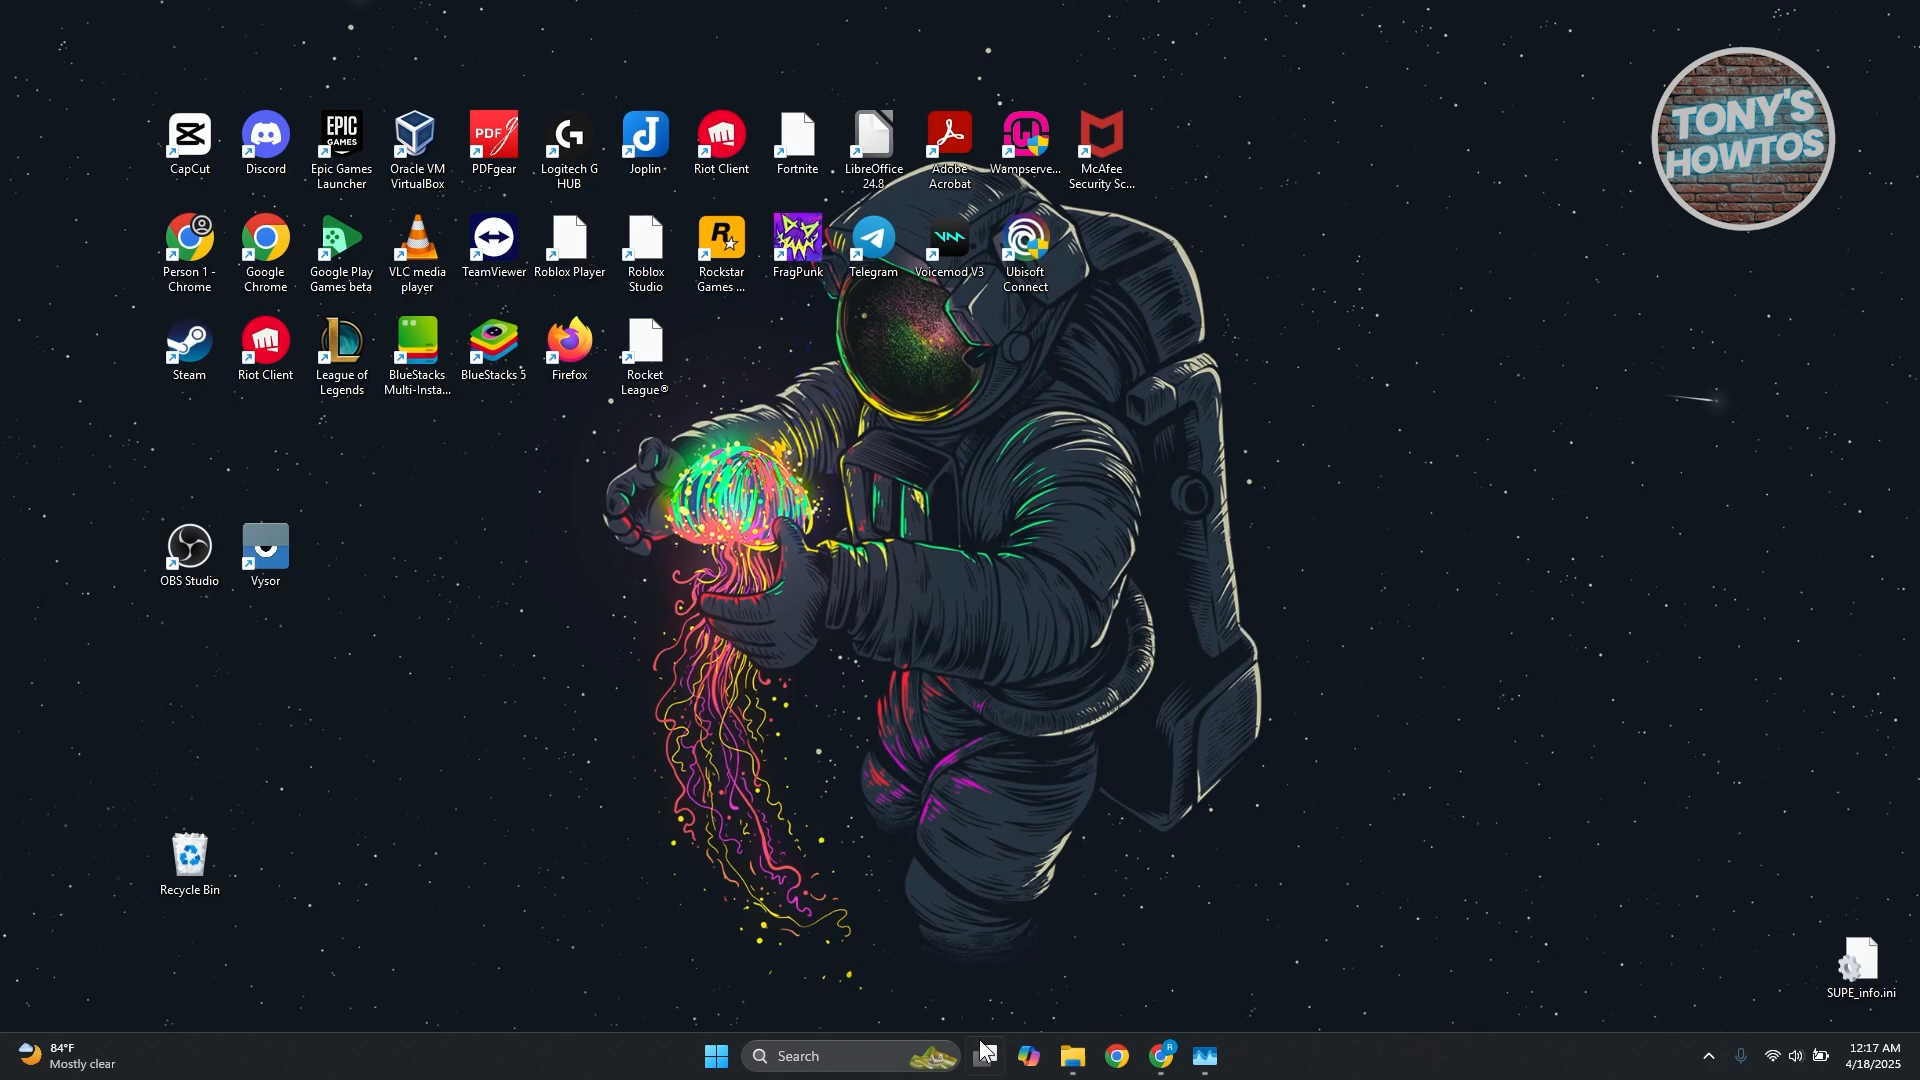 TONY'S
HOWTOS
CapCut
Discord
Epic Games
Launcher
Oracle VM
VirtualBox
PDFgear
Logitech G
HUB
Joplin
Riot Client
Fortnite
LibreOffice
24.8
Adobe
Acrobat
Wampserve...
McAfee
Security Sc...
EPIC
GAMES
PDF
Person 1 -
Chrome
Google
Chrome
Google Play
Games beta
VLC media
player
TeamViewer
Roblox Player
Roblox
Studio
Rockstar
Games ...
FragPunk
Telegram
Voicemod V3
Ubisoft
Connect
Steam
Riot Client
League of
Legends
BlueStacks
Multi-Insta...
BlueStacks 5
Firefox
Rocket
League®
OBS Studio
Vysor
Recycle Bin
SUPE_info.ini
84°F
Mostly clear
Search
R
12:17 AM
4/18/2025